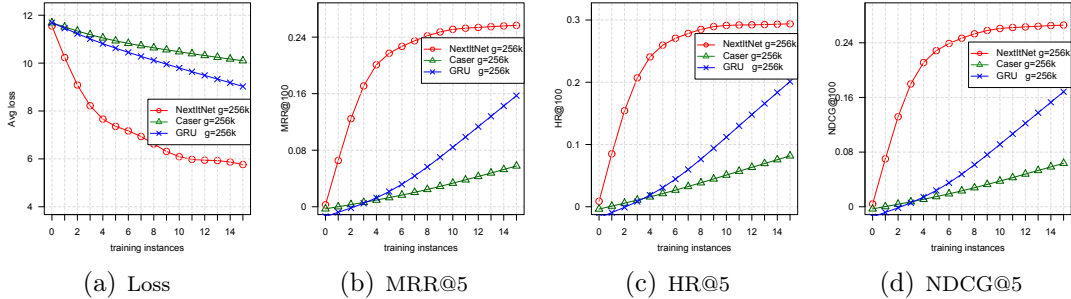 Avg loss
12
10
8
6
4
NextItNet g=256k
Caser g=256k
GRU g=256k
0 2 4 6 8 10 12 14
training instances
(a) Loss
MRR@100
0.24
0.16
0.08
0
NextItNet g=256k
Caser g=256k
GRU g=256k
0 2 4 6 8 10 12 14
training instances
(b) MRR@5
HR@100
0.3
0.2
0.1
0
NextItNet g=256k
Caser g=256k
GRU g=256k
0 2 4 6 8 10 12 14
training instances
(c) HR@5
NDCG@100
0.24
0.16
0.08
0
NextItNet g=256k
Caser g=256k
GRU g=256k
0 2 4 6 8 10 12 14
training instances
(d) NDCG@5